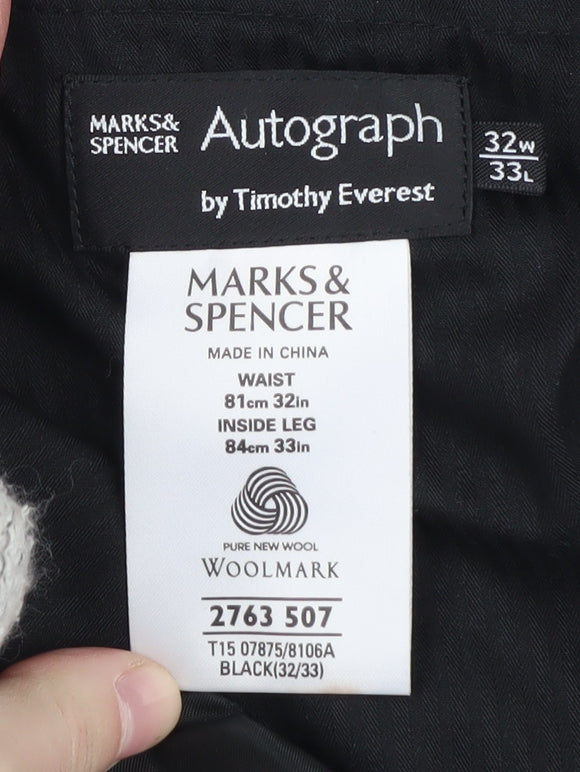 MARKS&
SPENCER
Autograph
by Timothy Everest
32W
33L
MARKS &
SPENCER
MADE IN CHINA
WAIST
81cm 32in
INSIDE LEG
84cm 33in
PURE NEW WOOL
WOOLMARK
2763 507
T15 07875/8106A
BLACK(32/33)